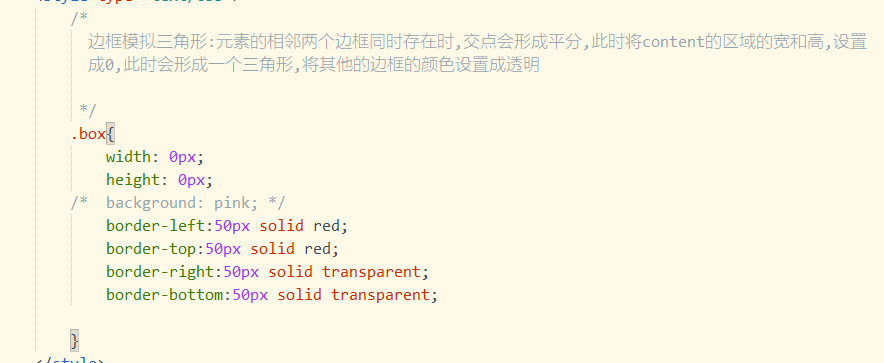 /*
边框模拟三角形:元素的相邻两个边框同时存在时,交点会形成平分,此时将content的区域的宽和高,设置
成0,此时会形成一个三角形,将其他的边框的颜色设置成透明
*/
.box{
width: 0px;
height: 0px;
/* background: pink; */
border-left:50px solid red;
border-top:50px solid red;
border-right:50px solid transparent;
border-bottom:50px solid transparent;
}
</style>